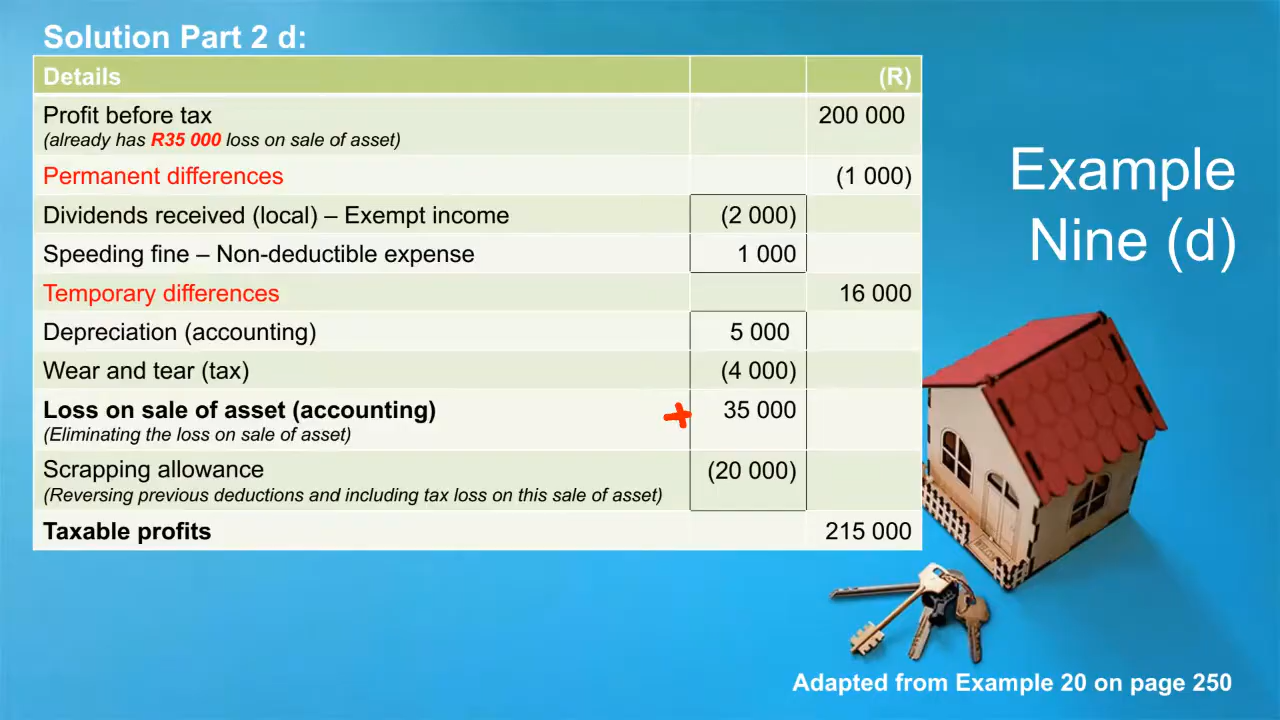 Solution Part 2 d:
Details (R)
Profit before tax 200 000
(already has R35 000 loss on sale of asset)
Permanent differences (1 000)
Dividends received (local) – Exempt income (2 000)
Speeding fine – Non-deductible expense 1 000
Temporary differences 16 000
Depreciation (accounting) 5 000
Wear and tear (tax) (4 000)
Loss on sale of asset (accounting) + 35 000
(Eliminating the loss on sale of asset)
Scrapping allowance (20 000)
(Reversing previous deductions and including tax loss on this sale of asset)
Taxable profits 215 000
Example
Nine (d)
Adapted from Example 20 on page 250